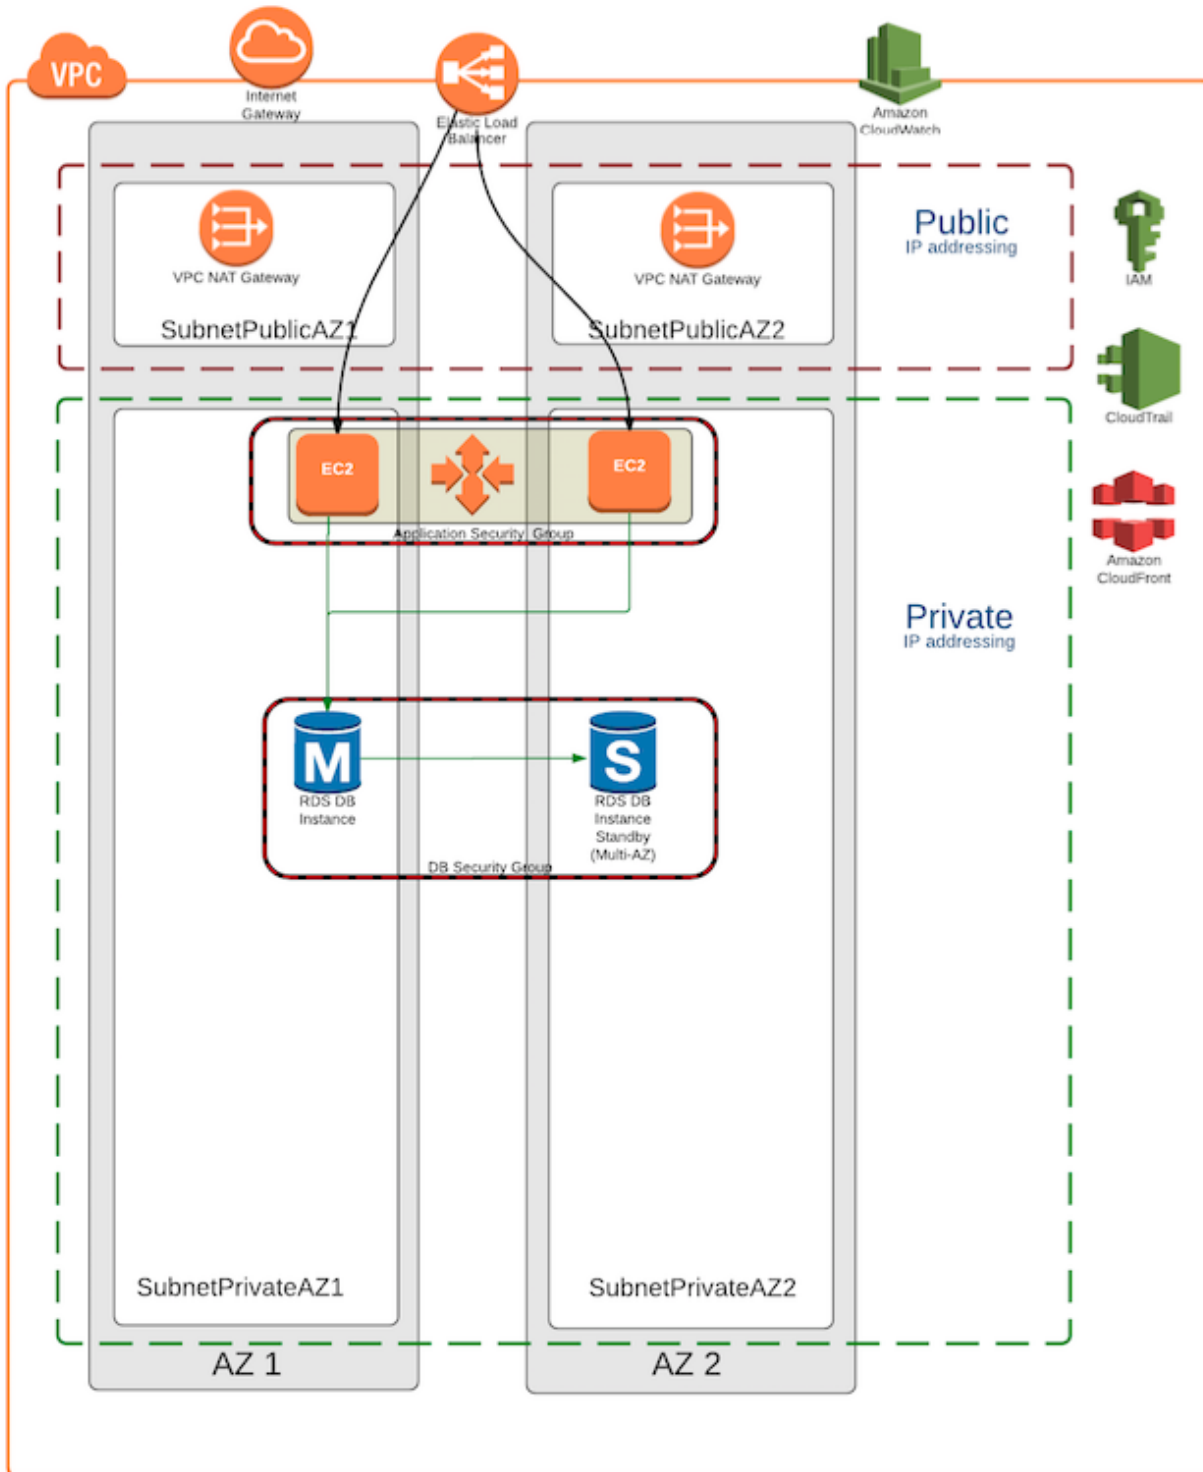 VPC
Internet
Gateway
Elastic Load
Balancer
Amazon
CloudWatch
VPC NAT Gateway
SubnetPublicAZ1
VPC NAT Gateway
SubnetPublicAZ2
Public
IP addressing
IAM
CloudTrail
Amazon
CloudFront
EC2
EC2
Application Security Group
Private
IP addressing
M
RDS DB
Instance
S
RDS DB
Instance
Standby
(Multi-AZ)
DB Security Group
SubnetPrivateAZ1
SubnetPrivateAZ2
AZ 1
AZ 2